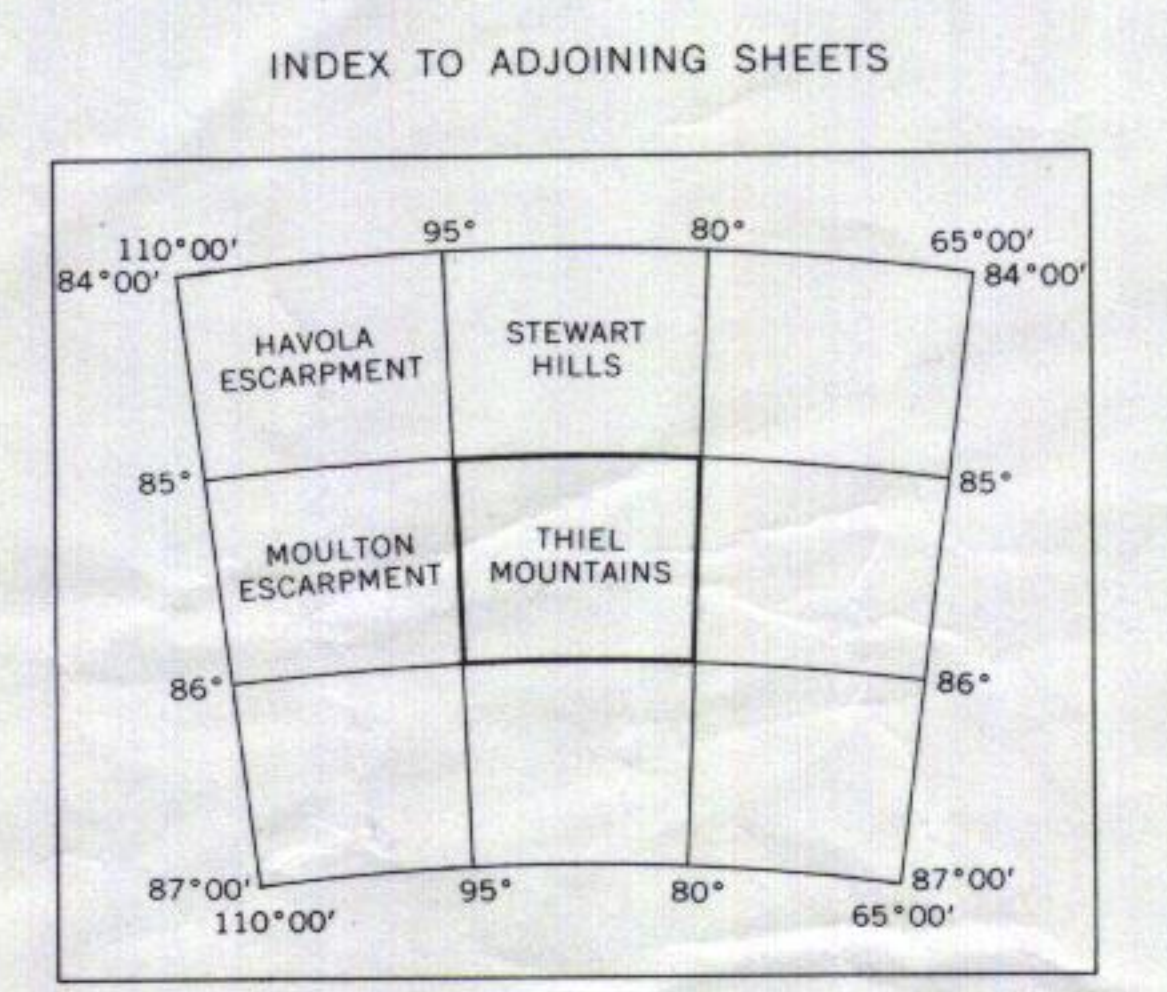 INDEX TO ADJOINING SHEETS
110°00′
95°
80°
65°00′
84°00′
84°00′
HAVOLA
ESCARPMENT
STEWART
HILLS
85°
85°
MOULTON
ESCARPMENT
THIEL
MOUNTAINS
86°
86°
87°00′
87°00′
110°00′
95°
80°
65°00′